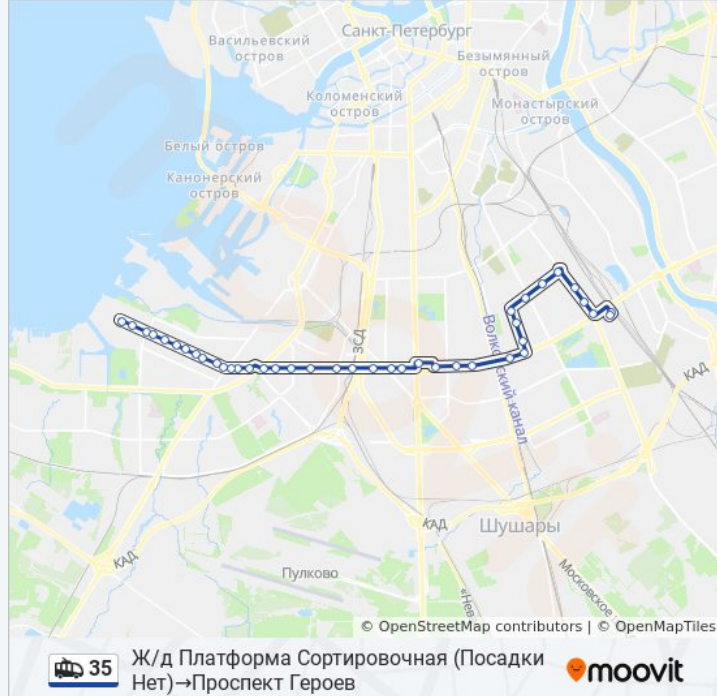 Васильевский
остров
Санкт-Петербург
Безымянный
остров
Коломенский
остров
Монастырский
остров
Белый остров
Канонерский
остров
ЗСД
Волковский канал
КАД
КАД
Шушары
КАД
Пулково
«Нев
Московское
© OpenStreetMap contributors | © OpenMapTiles
35
Ж/д Платформа Сортировочная (Посадки
Нет)→Проспект Героев
moovit